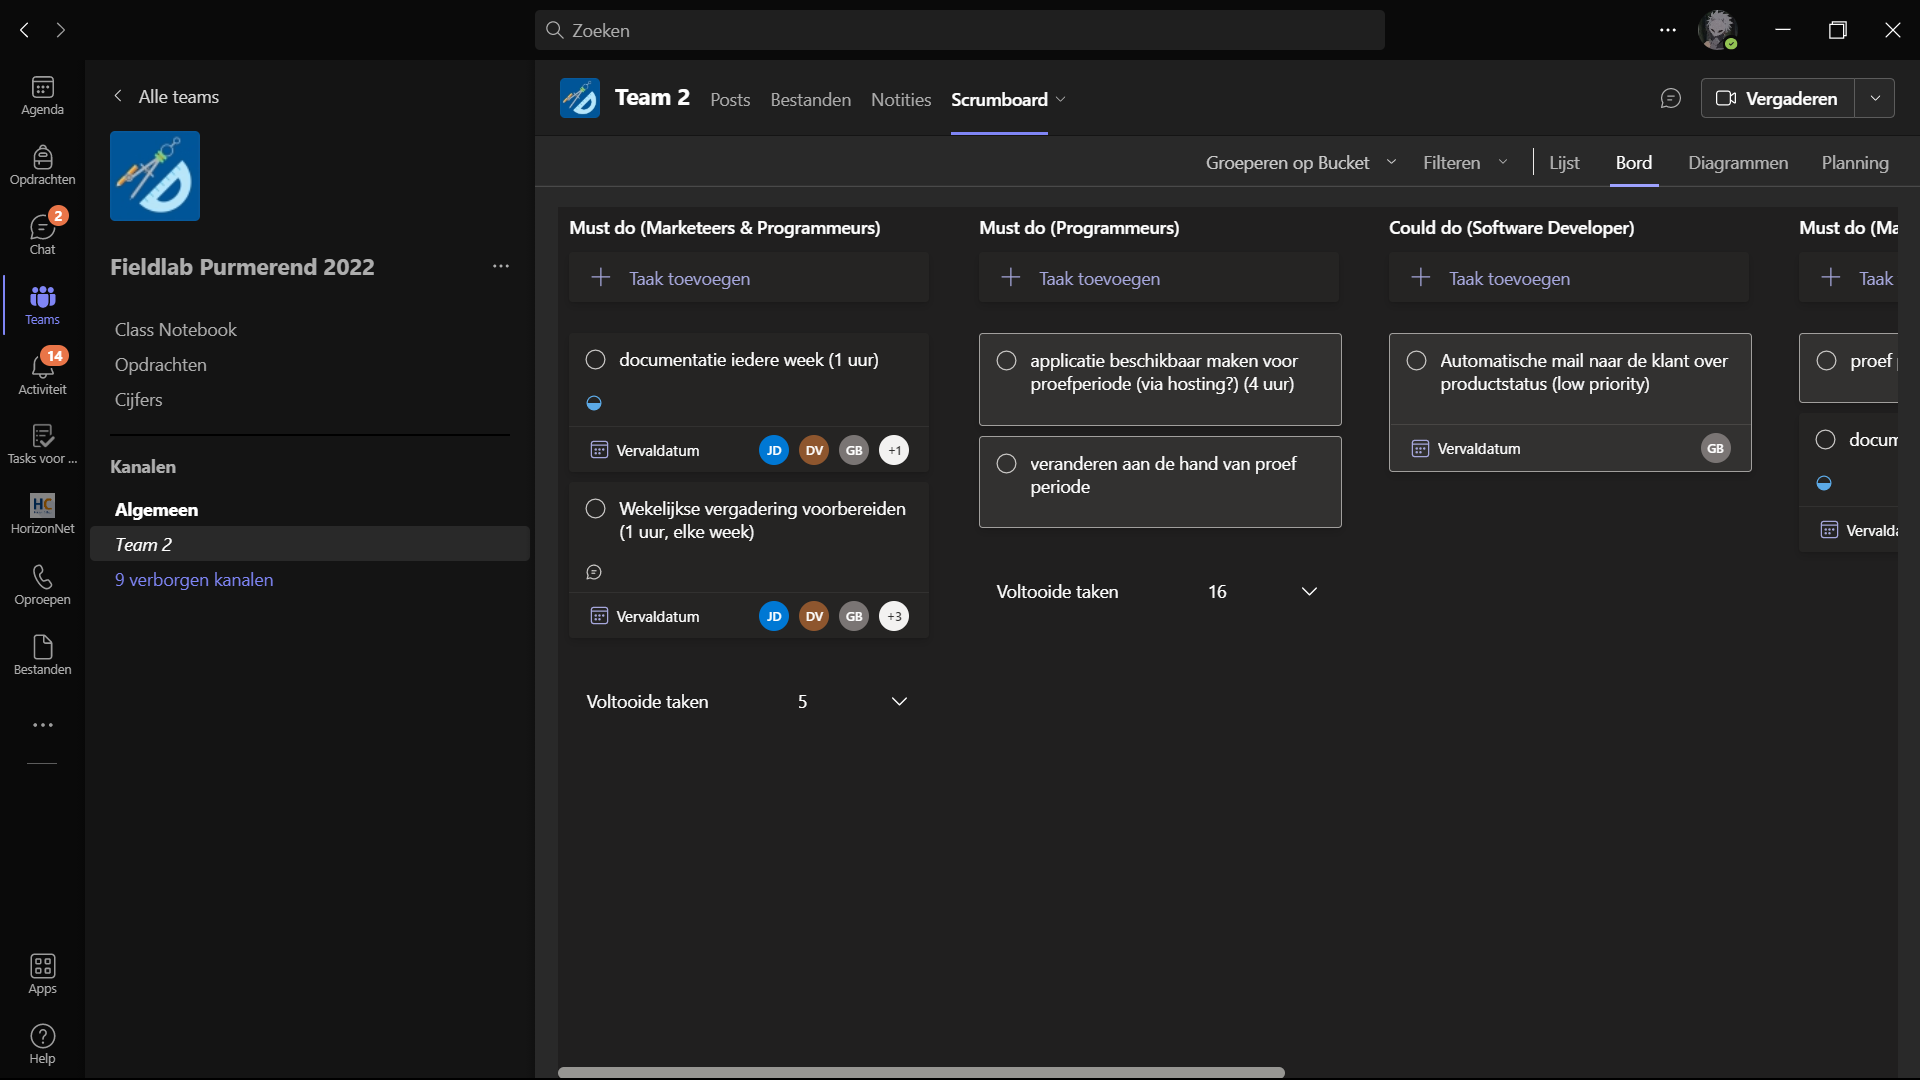 Zoeken
Agenda
Opdrachten
2
Chat
Teams
14
Activiteit
Tasks voor ...
HC
HorizonNet
Oproepen
Bestanden
Apps
Help
Alle teams
Fieldlab Purmerend 2022
Class Notebook
Opdrachten
Cijfers
Kanalen
Algemeen
Team 2
9 verborgen kanalen
Team 2 Posts Bestanden Notities Scrumboard
Vergaderen
Groeperen op Bucket Filteren Lijst Bord Diagrammen Planning
Must do (Marketeers & Programmeurs)
Taak toevoegen
documentatie iedere week (1 uur)
Vervaldatum JD DV GB +1
Wekelijkse vergadering voorbereiden
(1 uur, elke week)
Vervaldatum JD DV GB +3
Voltooide taken 5
Must do (Programmeurs)
Taak toevoegen
applicatie beschikbaar maken voor
proefperiode (via hosting?) (4 uur)
veranderen aan de hand van proef
periode
Voltooide taken 16
Could do (Software Developer)
Taak toevoegen
Automatische mail naar de klant over
productstatus (low priority)
Vervaldatum GB
Must do (Ma
Taak
proef
docum
Vervalda